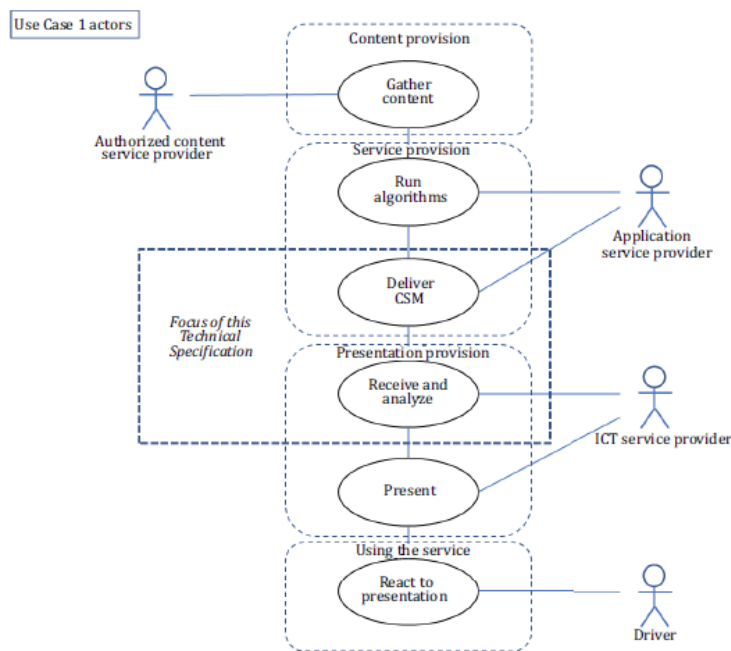 Use Case 1 actors
Content provision
Gather
content
Authorized content
service provider
Service provision
Run
algorithms
Application
service provider
Deliver
CSM
Focus of this
Technical
Specification
Presentation provision
Receive and
analyze
ICT service provider
Present
Using the service
React to
presentation
Driver